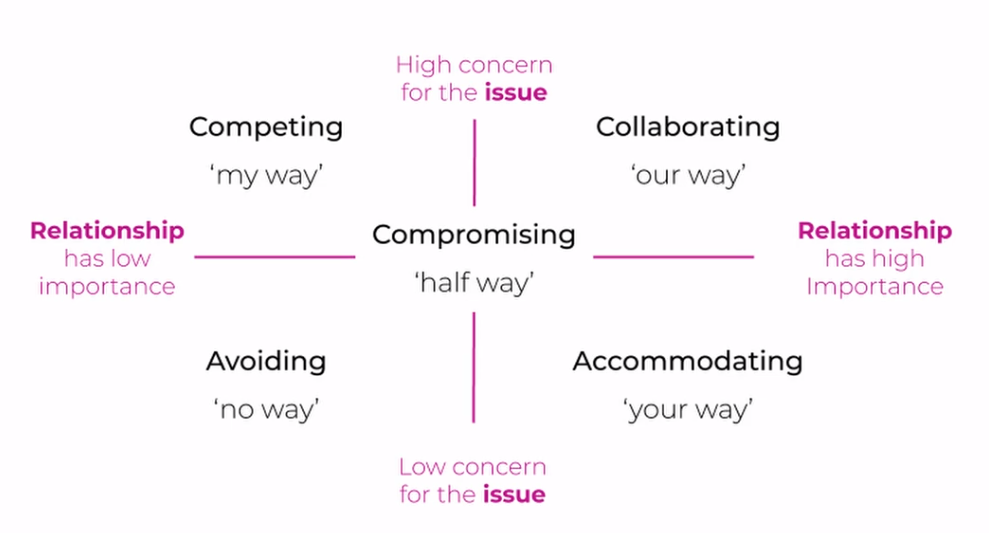 High concern
for the issue
Competing
'my way'
Collaborating
'our way'
Relationship
has low
importance
Compromising
'half way'
Relationship
has high
Importance
Avoiding
'no way'
Accommodating
'your way'
Low concern
for the issue